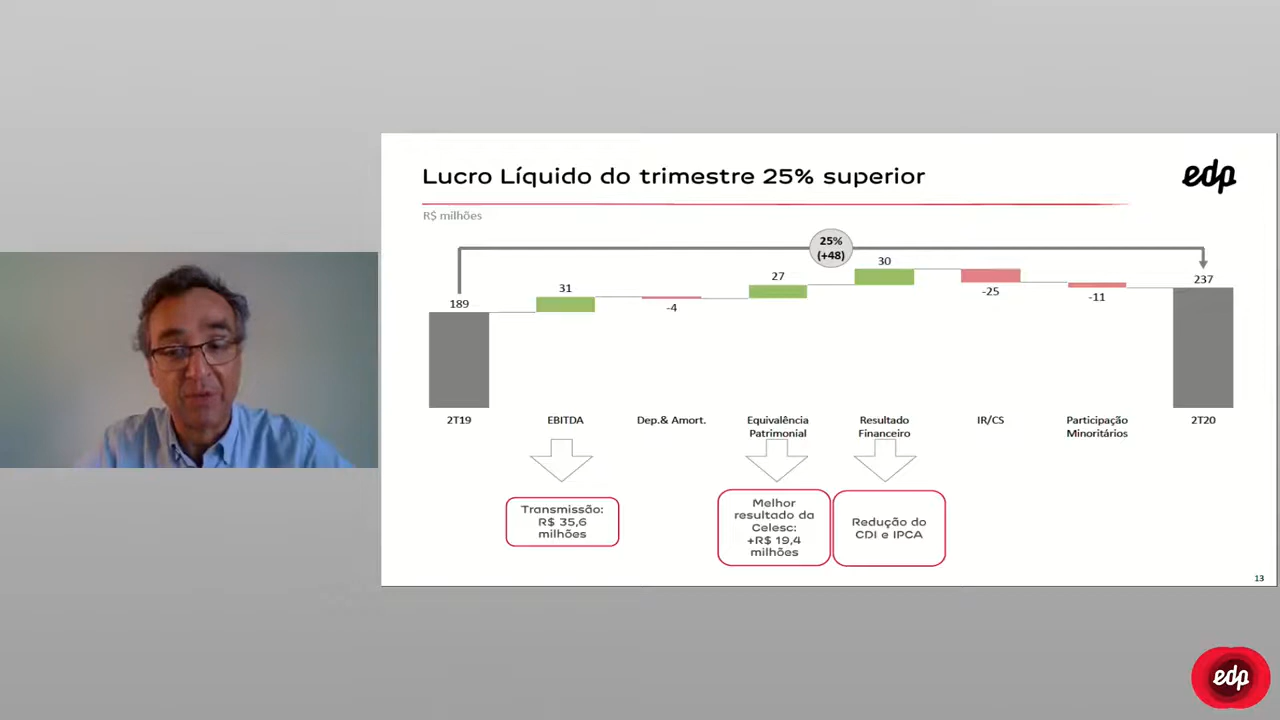 Lucro Líquido do trimestre 25% superior
edp
R$ milhões
25%
(+48)
189
31
-4
27
30
-25
-11
237
2T19
EBITDA
Dep.& Amort.
Equivalência
Patrimonial
Resultado
Financeiro
IR/CS
Participação
Minoritários
2T20
Transmissão:
R$ 35,6
milhões
Melhor
resultado da
Celesc:
+R$ 19,4
milhões
Redução do
CDI e IPCA
13
edp